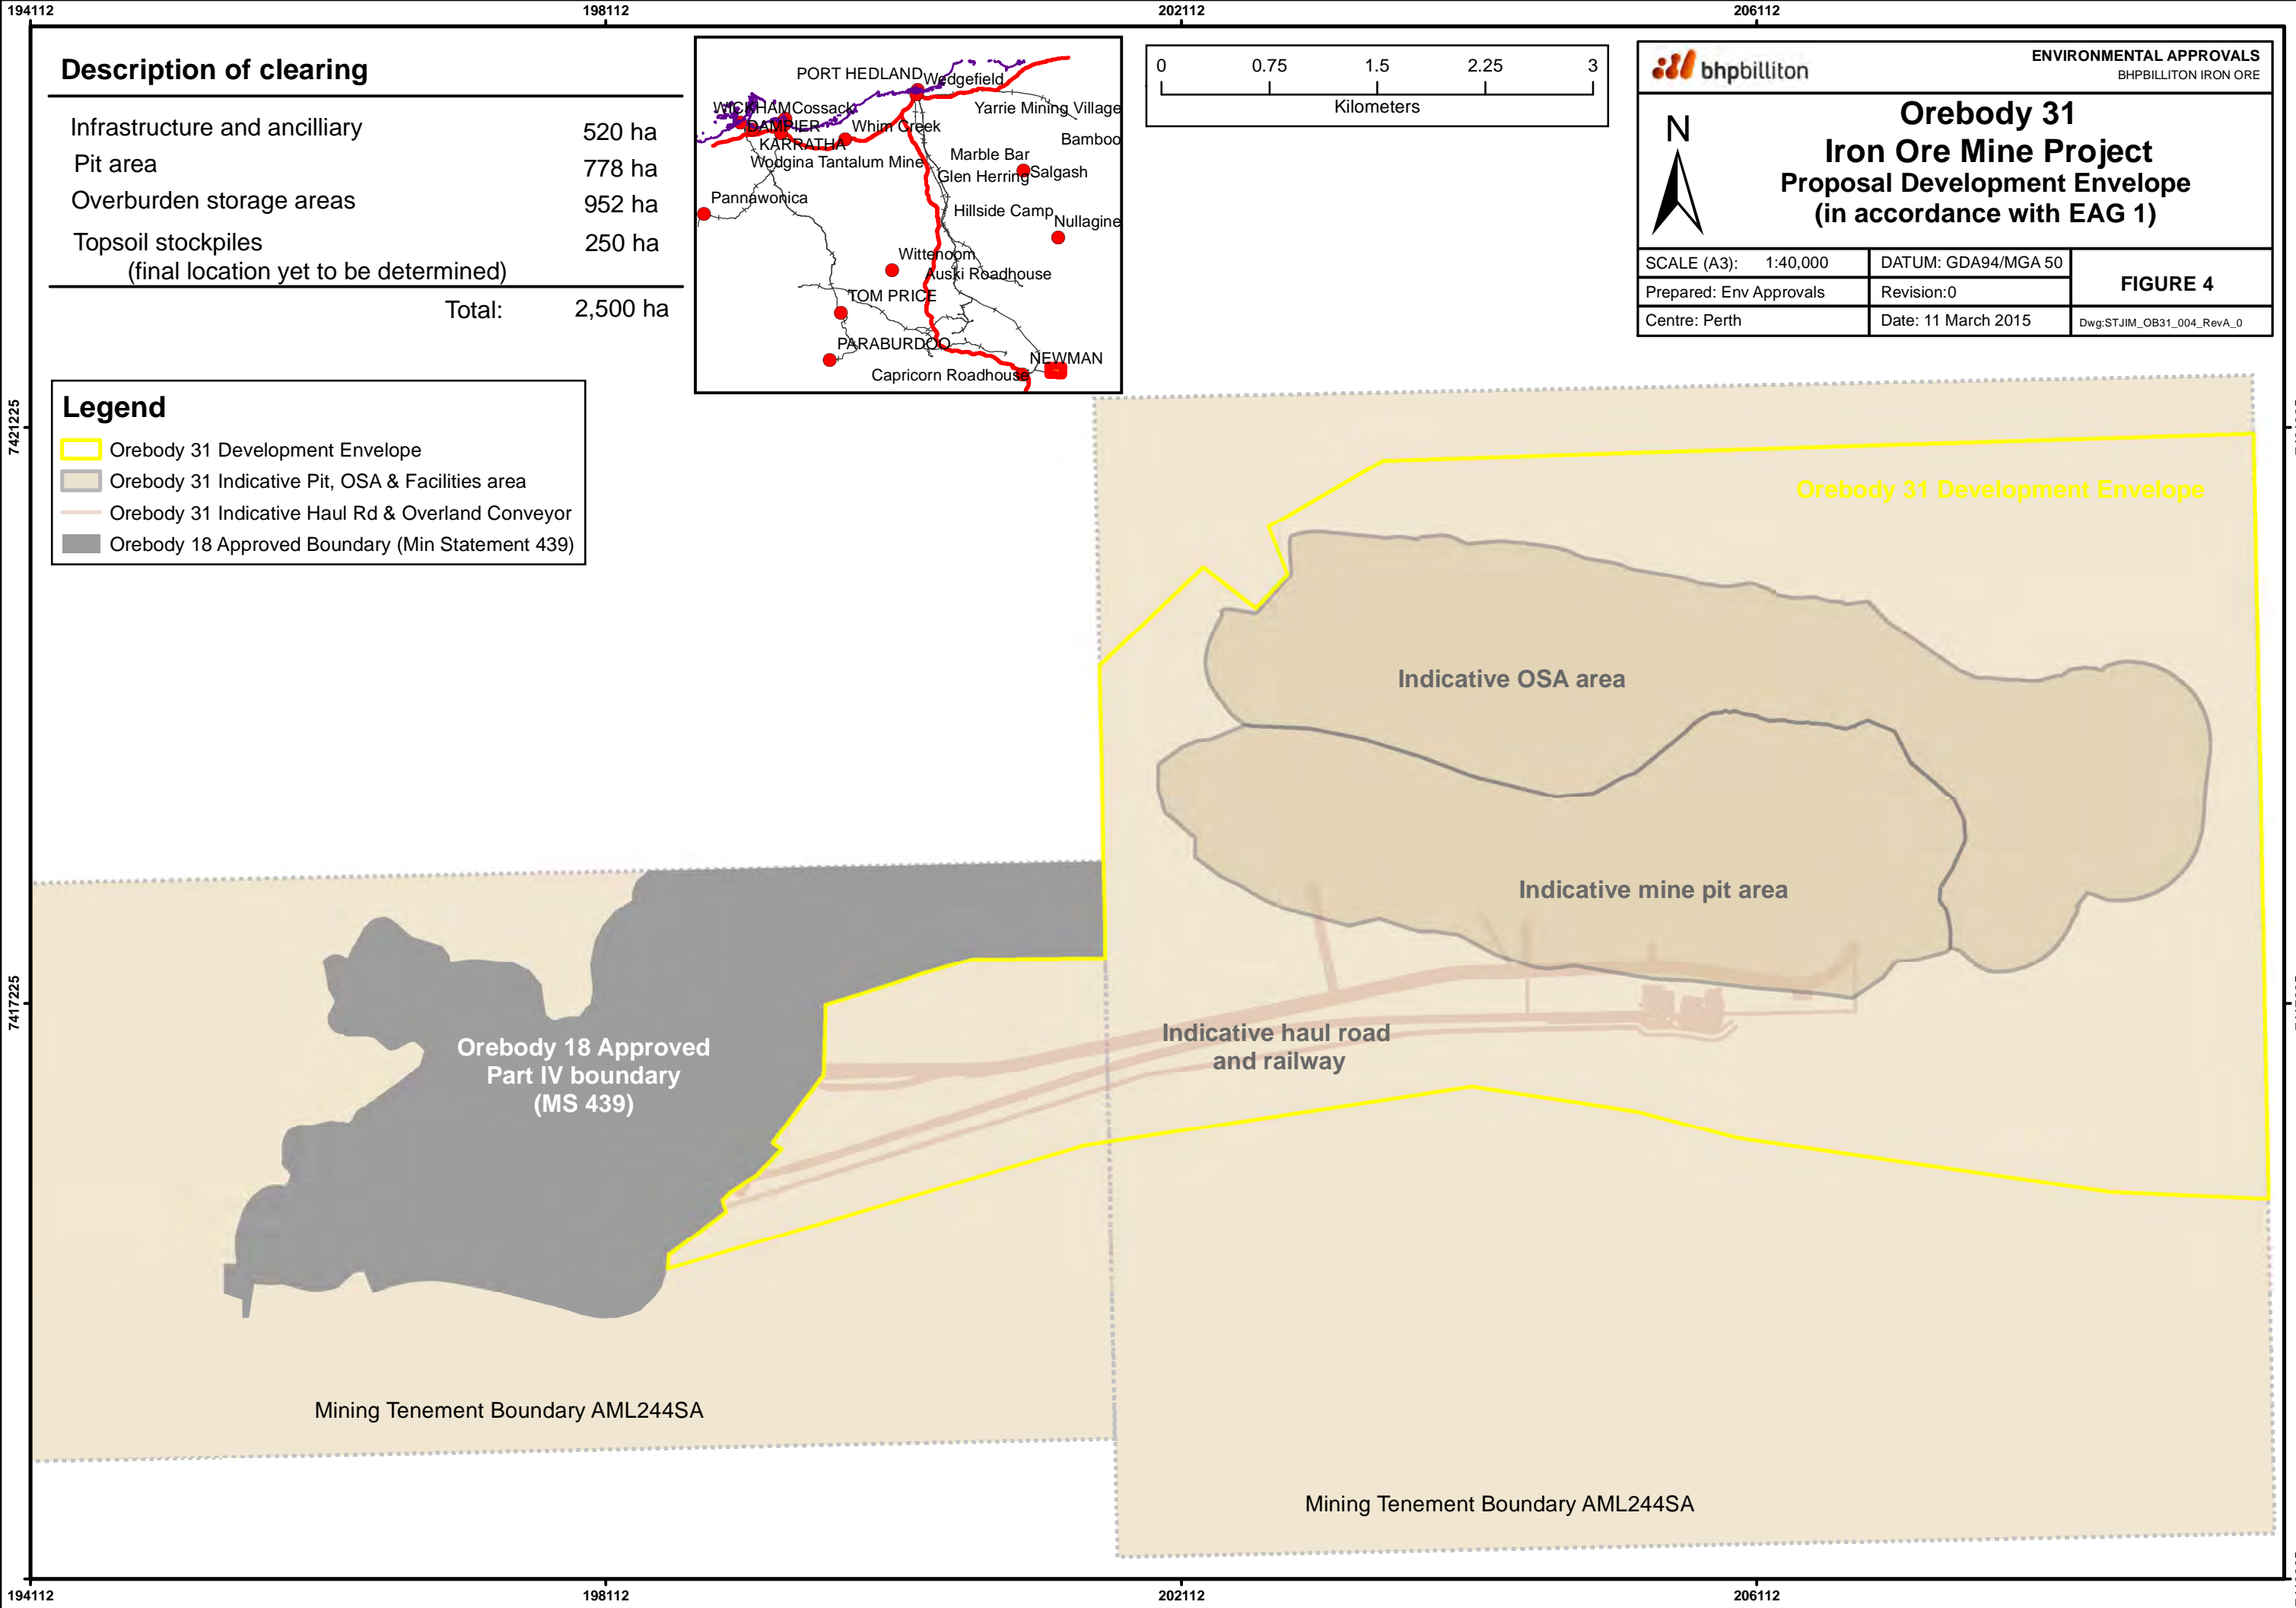 194112
198112
202112
206112
Description of clearing
Infrastructure and ancilliary 520 ha
Pit area 778 ha
Overburden storage areas 952 ha
Topsoil stockpiles 250 ha
(final location yet to be determined)
Total: 2,500 ha
PORT HEDLAND
Wedgefield
WICKHAM
Cossack
Yarrie Mining Village
DAMPIER
Whim Creek
Bamboo
KARRATHA
Wodgina Tantalum Mine
Marble Bar
Glen Herring
Salgash
Pannawonica
Hillside Camp
Nullagine
Wittenoom
Auski Roadhouse
TOM PRICE
PARABURDOO
NEWMAN
Capricorn Roadhouse
0 0.75 1.5 2.25 3
Kilometers
bhpbilliton
ENVIRONMENTAL APPROVALS
BHPBILLITON IRON ORE
N
Orebody 31
Iron Ore Mine Project
Proposal Development Envelope
(in accordance with EAG 1)
SCALE (A3): 1:40,000
DATUM: GDA94/MGA 50
FIGURE 4
Prepared: Env Approvals
Revision:0
Centre: Perth
Date: 11 March 2015
Dwg:STJIM_OB31_004_RevA_0
Legend
Orebody 31 Development Envelope
Orebody 31 Indicative Pit, OSA & Facilities area
Orebody 31 Indicative Haul Rd & Overland Conveyor
Orebody 18 Approved Boundary (Min Statement 439)
7421225
Orebody 31 Development Envelope
Indicative OSA area
Indicative mine pit area
7417225
Indicative haul road
and railway
Orebody 18 Approved
Part IV boundary
(MS 439)
Mining Tenement Boundary AML244SA
Mining Tenement Boundary AML244SA
194112
198112
202112
206112